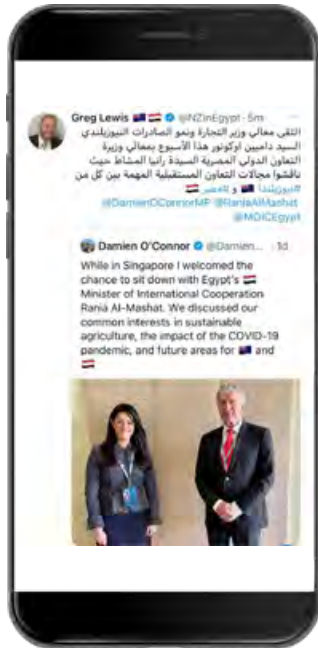 Greg Lewis 🇳🇿🇪🇬 @NZinEgypt · 5m
التقى معالي وزير التجارة ونمو الصادرات النيوزيلندي
السيد داميين اوكونور هذا الأسبوع بمعالي وزيرة
التعاون الدولي المصرية السيدة رانيا المشاط حيث
ناقشوا مجالات التعاون المستقبلية المهمة بين كل من
#نيوزيلندا 🇳🇿 و #مصر 🇪🇬
@DamienOConnorMP @RaniaAlMashat
@MOICEgypt
Damien O'Connor @Damien... · 1d
While in Singapore I welcomed the
chance to sit down with Egypt's 🇪🇬
Minister of International Cooperation
Rania Al-Mashat. We discussed our
common interests in sustainable
agriculture, the impact of the COVID-19
pandemic, and future areas for 🇳🇿 and
🇪🇬